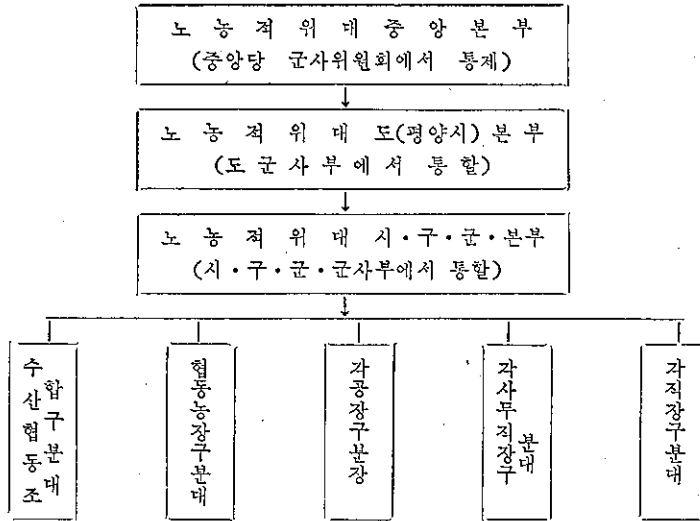 노 농 적 위 대 중 앙 본 부
(중앙당 군사위원회에서 통제)
노 농 적 위 대 도(평양시) 본 부
(도 군 사 부 에 서 통 할)
노 농 적 위 대 시·구·군·본부
(시·구·군·군사부에서 통할)
수산협동조
합구분대
협동농장구분대
각공장구분장
각사무직장구
분대
각직장구분대